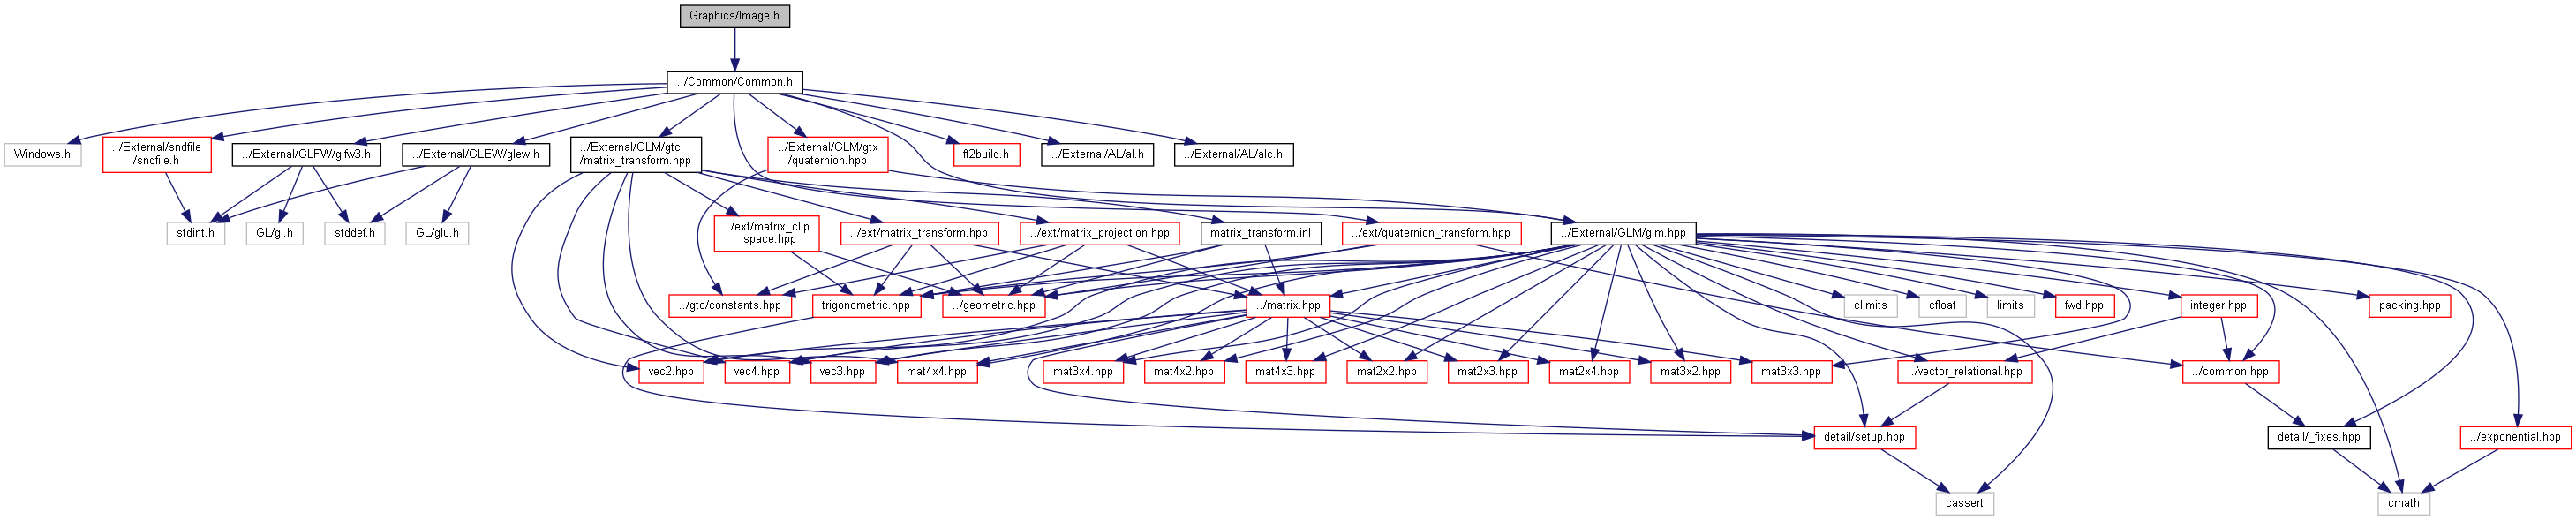 Graphics/Image.h
../Common/Common.h
Windows.h
../External/sndfile
/sndfile.h
../External/GLFW/glfw3.h
../External/GLEW/glew.h
../External/GLM/gtc
/matrix_transform.hpp
../External/GLM/gtx
/quaternion.hpp
ft2build.h
../External/AL/al.h
../External/AL/alc.h
stdint.h
GL/gl.h
stddef.h
GL/glu.h
../ext/matrix_clip
_space.hpp
../ext/matrix_transform.hpp
../ext/matrix_projection.hpp
matrix_transform.inl
../ext/quaternion_transform.hpp
../External/GLM/glm.hpp
../gtc/constants.hpp
trigonometric.hpp
../geometric.hpp
../matrix.hpp
climits
cfloat
limits
fwd.hpp
integer.hpp
packing.hpp
vec2.hpp
vec4.hpp
vec3.hpp
mat4x4.hpp
mat3x4.hpp
mat4x2.hpp
mat4x3.hpp
mat2x2.hpp
mat2x3.hpp
mat2x4.hpp
mat3x2.hpp
mat3x3.hpp
../vector_relational.hpp
../common.hpp
detail/setup.hpp
detail/_fixes.hpp
../exponential.hpp
cassert
cmath